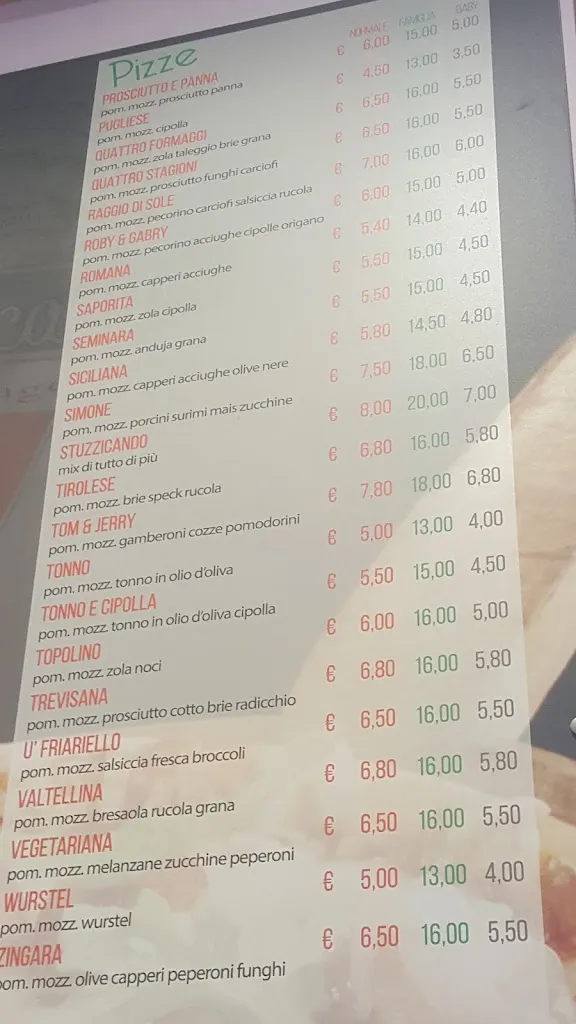 Pizze
NORMALE FAMIGLIA BABY
PROSCIUTTO E PANNA € 6,00 15,00 5,00
pom. mozz. prosciutto panna
PUGLIESE € 4,50 13,00 3,50
pom. mozz. cipolla
QUATTRO FORMAGGI € 6,50 16,00 5,50
pom. mozz. zola taleggio brie grana
QUATTRO STAGIONI € 6,50 16,00 5,50
pom. mozz. prosciutto funghi carciofi
RAGGIO DI SOLE € 7,00 16,00 6,00
pom. mozz. pecorino carciofi salsiccia rucola
ROBY & GABRY € 6,00 15,00 5,00
pom. mozz. pecorino acciughe cipolle origano
ROMANA € 5,40 14,00 4,40
pom. mozz. capperi acciughe
SAPORITA € 5,50 15,00 4,50
pom. mozz. zola cipolla
SEMINARA € 5,50 15,00 4,50
pom. mozz. anduja grana
SICILIANA € 5,80 14,50 4,80
pom. mozz. capperi acciughe olive nere
SIMONE € 7,50 18,00 6,50
pom. mozz. porcini surimi mais zucchine
STUZZICANDO € 8,00 20,00 7,00
mix di tutto di più
TIROLESE € 6,80 16,00 5,80
pom. mozz. brie speck rucola
TOM & JERRY € 7,80 18,00 6,80
pom. mozz. gamberoni cozze pomodorini
TONNO € 5,00 13,00 4,00
pom. mozz. tonno in olio d'oliva
TONNO E CIPOLLA € 5,50 15,00 4,50
pom. mozz. tonno in olio d'oliva cipolla
TOPOLINO € 6,00 16,00 5,00
pom. mozz. zola noci
TREVISANA € 6,80 16,00 5,80
pom. mozz. prosciutto cotto brie radicchio
U' FRIARIELLO € 6,50 16,00 5,50
pom. mozz. salsiccia fresca broccoli
VALTELLINA € 6,80 16,00 5,80
pom. mozz. bresaola rucola grana
VEGETARIANA € 6,50 16,00 5,50
pom. mozz. melanzane zucchine peperoni
WURSTEL € 5,00 13,00 4,00
pom. mozz. wurstel
ZINGARA € 6,50 16,00 5,50
pom. mozz. olive capperi peperoni funghi